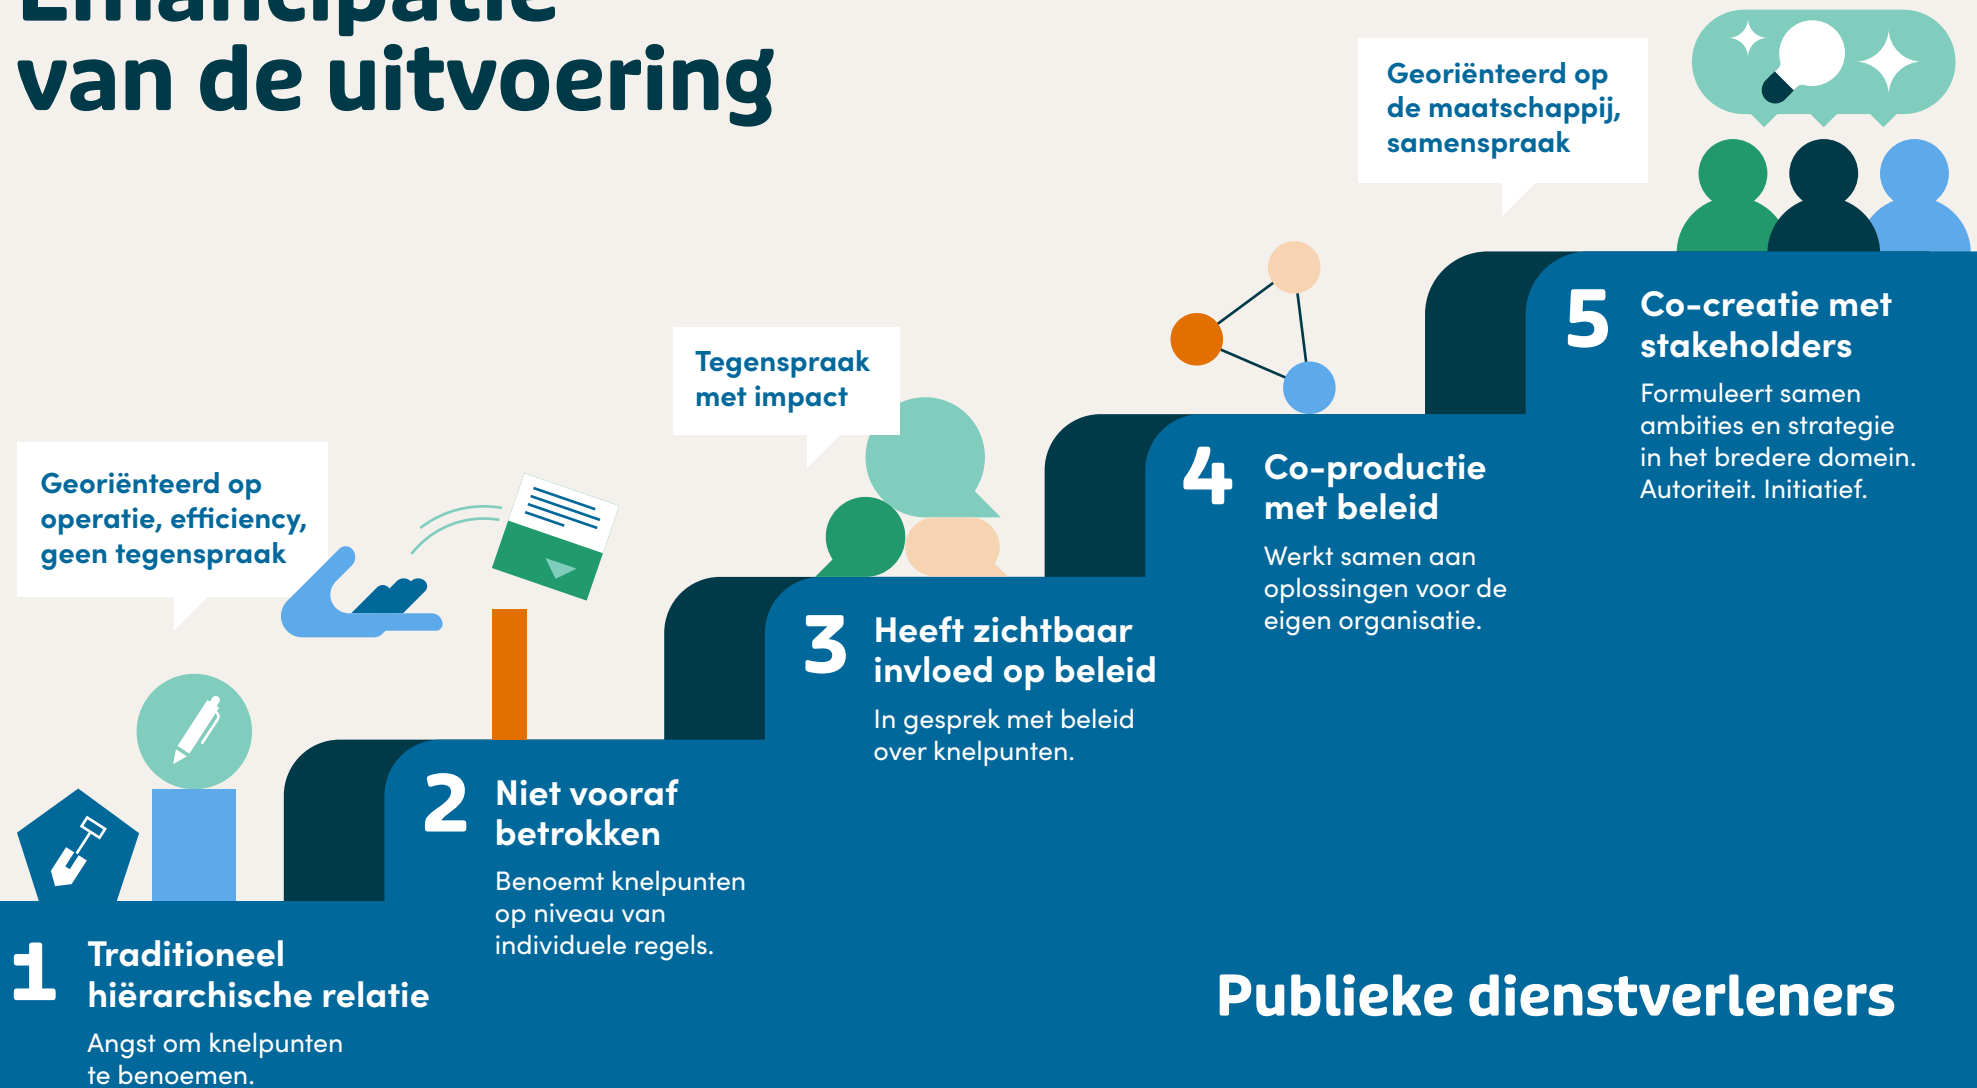 Emancipatie
van de uitvoering
Georiënteerd op
operatie, efficiency,
geen tegenspraak
1
Traditioneel
hiërarchische relatie
Angst om knelpunten
te benoemen.
2
Niet vooraf
betrokken
Benoemt knelpunten
op niveau van
individuele regels.
Tegenspraak
met impact
3
Heeft zichtbaar
invloed op beleid
In gesprek met beleid
over knelpunten.
4
Co-productie
met beleid
Werkt samen aan
oplossingen voor de
eigen organisatie.
Georiënteerd op
de maatschappij,
samenspraak
5
Co-creatie met
stakeholders
Formuleert samen
ambities en strategie
in het bredere domein.
Autoriteit. Initiatief.
Publieke dienstverleners